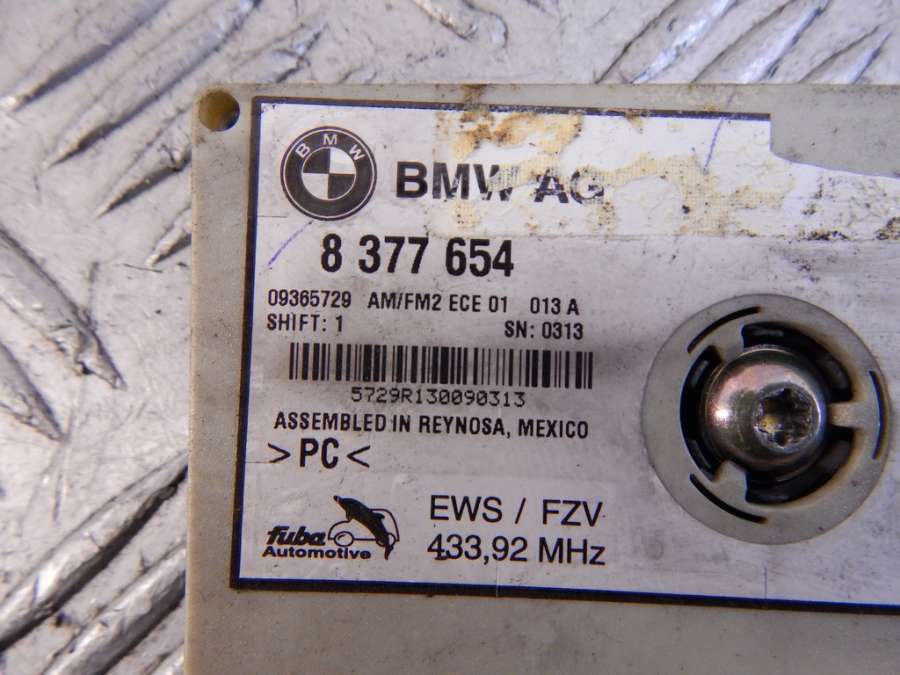 BMW
BMW AG
8 377 654
09365729 AM/FM2 ECE 01 013 A
SHIFT: 1 SN: 0313
5729R130090313
ASSEMBLED IN REYNOSA, MEXICO
>PC<
fuba
Automotive
EWS / FZV
433,92 MHz